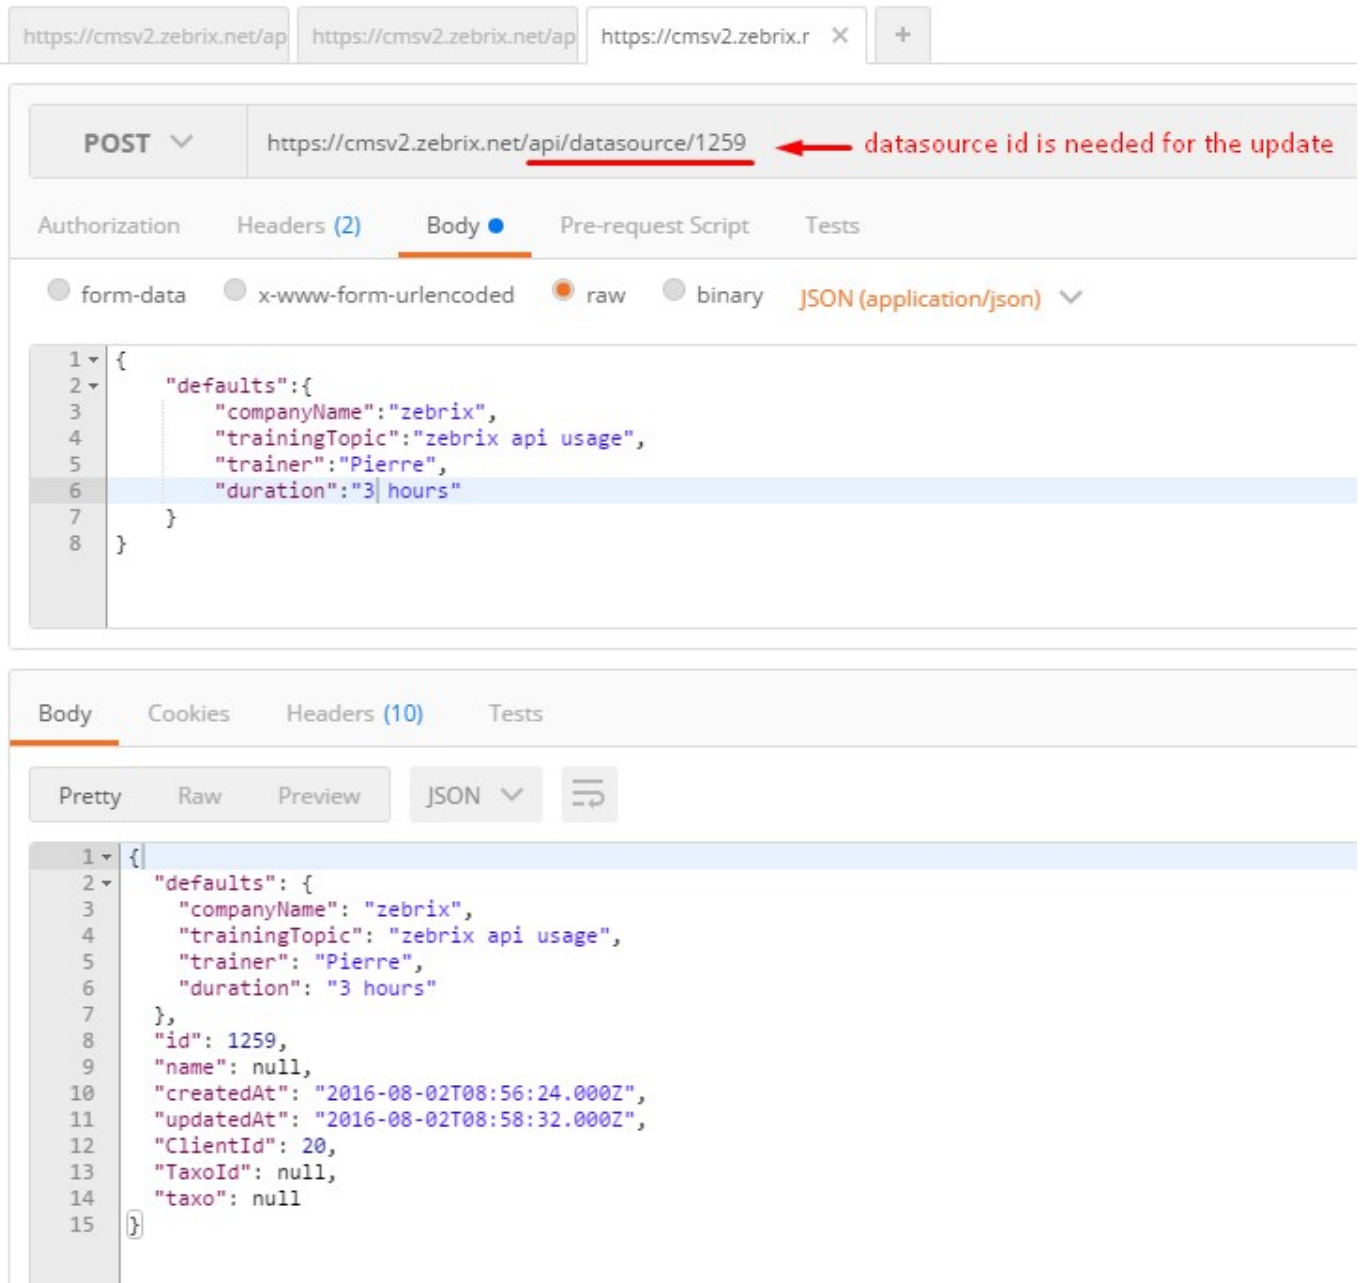 https://cmsv2.zebrix.net/ap https://cmsv2.zebrix.net/ap https://cmsv2.zebrix.r × +
POST https://cmsv2.zebrix.net/api/datasource/1259 datasource id is needed for the update
Authorization Headers (2) Body Pre-request Script Tests
form-data x-www-form-urlencoded raw binary JSON (application/json)
1 {
2 "defaults":{
3 "companyName":"zebrix",
4 "trainingTopic":"zebrix api usage",
5 "trainer":"Pierre",
6 "duration":"3 hours"
7 }
8 }
Body Cookies Headers (10) Tests
Pretty Raw Preview JSON
1 {
2 "defaults": {
3 "companyName": "zebrix",
4 "trainingTopic": "zebrix api usage",
5 "trainer": "Pierre",
6 "duration": "3 hours"
7 },
8 "id": 1259,
9 "name": null,
10 "createdAt": "2016-08-02T08:56:24.000Z",
11 "updatedAt": "2016-08-02T08:58:32.000Z",
12 "ClientId": 20,
13 "TaxoId": null,
14 "taxo": null
15 }